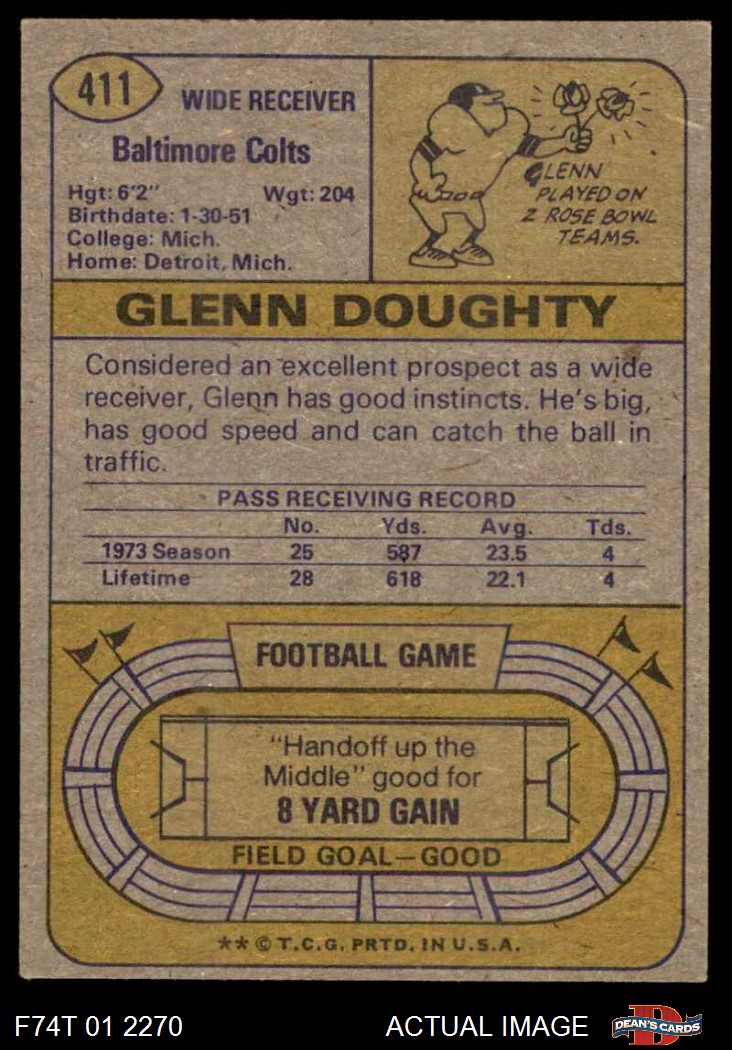 411
WIDE RECEIVER
Baltimore Colts
Hgt: 6'2" Wgt: 204
Birthdate: 1-30-51
College: Mich.
Home: Detroit, Mich.
GLENN
PLAYED ON
2 ROSE BOWL
TEAMS.
GLENN DOUGHTY
Considered an excellent prospect as a wide
receiver, Glenn has good instincts. He's big,
has good speed and can catch the ball in
traffic.
PASS RECEIVING RECORD
No. Yds. Avg. Tds.
1973 Season 25 587 23.5 4
Lifetime 28 618 22.1 4
FOOTBALL GAME
"Handoff up the
Middle" good for
8 YARD GAIN
FIELD GOAL—GOOD
** © T.C.G. PRTD. IN U.S.A.
F74T 01 2270 ACTUAL IMAGE
D
DEAN'S CARDS